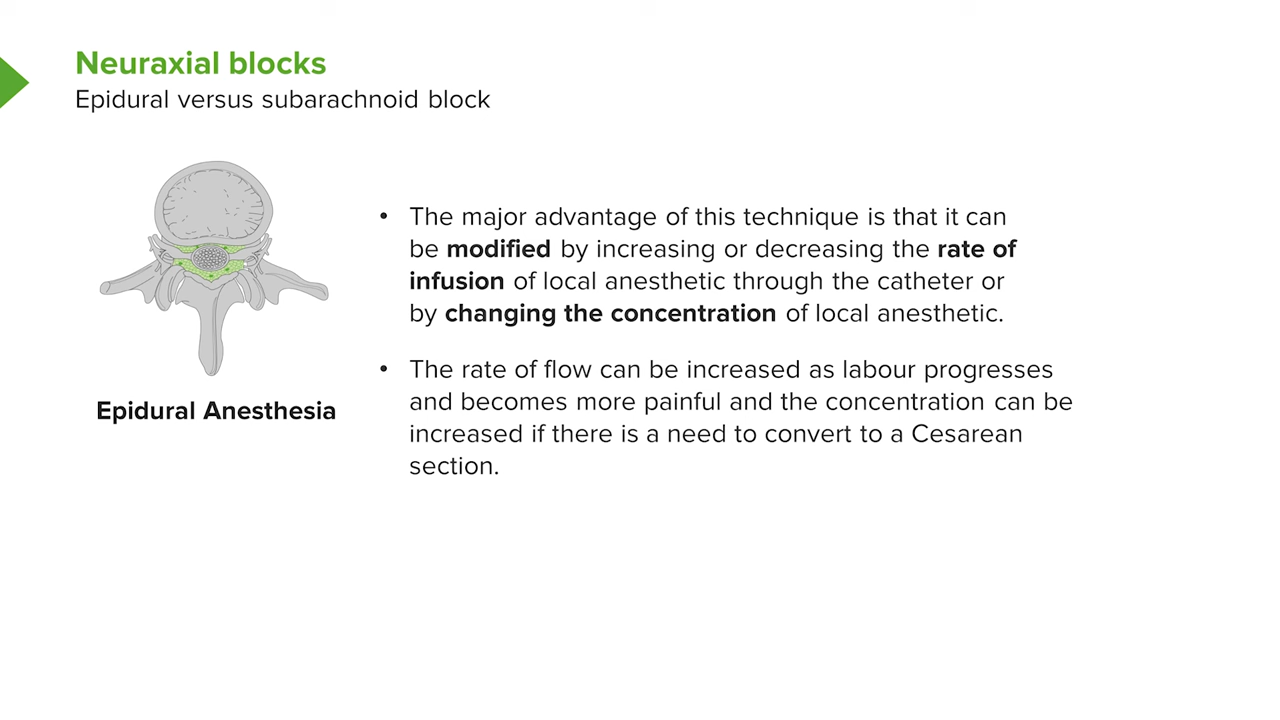 Neuraxial blocks
Epidural versus subarachnoid block
• The major advantage of this technique is that it can
be modified by increasing or decreasing the rate of
infusion of local anesthetic through the catheter or
by changing the concentration of local anesthetic.
• The rate of flow can be increased as labour progresses
and becomes more painful and the concentration can be
increased if there is a need to convert to a Cesarean
section.
Epidural Anesthesia